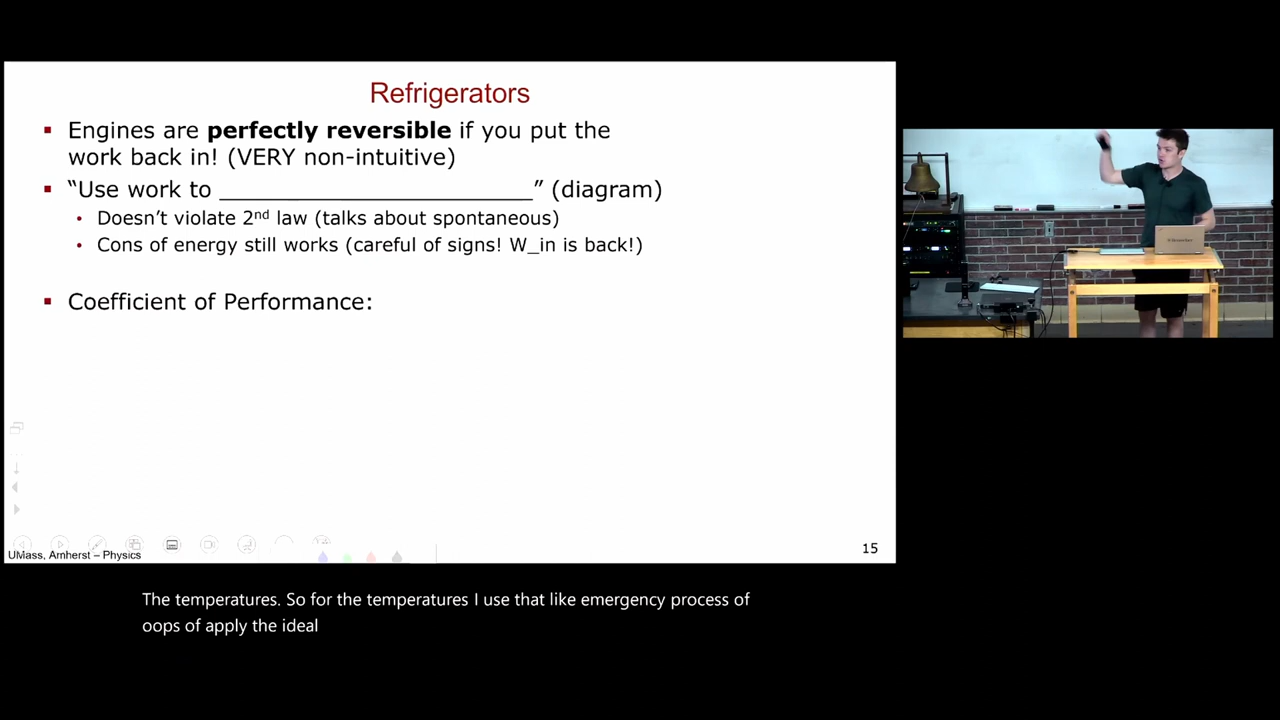 Refrigerators
▪ Engines are perfectly reversible if you put the
work back in! (VERY non-intuitive)
▪ “Use work to __________________________” (diagram)
• Doesn’t violate 2nd law (talks about spontaneous)
• Cons of energy still works (careful of signs! W_in is back!)
▪ Coefficient of Performance:
UMass, Amherst – Physics
15
The temperatures. So for the temperatures I use that like emergency process of
oops of apply the ideal